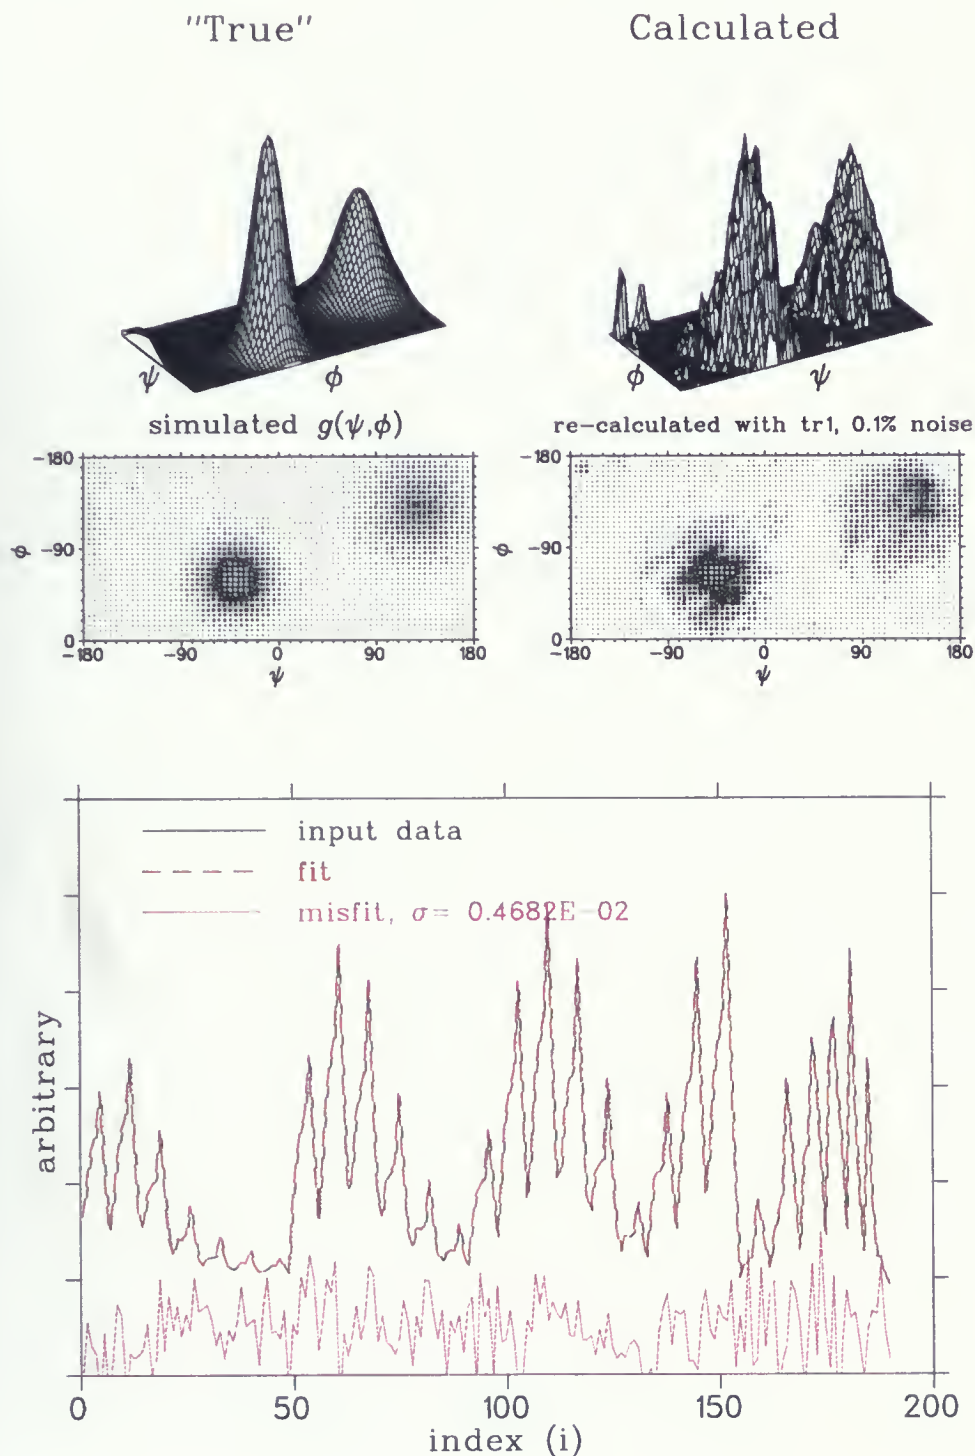 "True"
Calculated
ψ
φ
φ
ψ
simulated g(ψ,φ)
re-calculated with tr1, 0.1% noise
−180
−90
0
φ
−180
−90
0
90
180
ψ
−180
−90
0
φ
−180
−90
0
90
180
ψ
input data
fit
misfit, σ= 0.4682E-02
arbitrary
0
50
100
150
200
index (i)